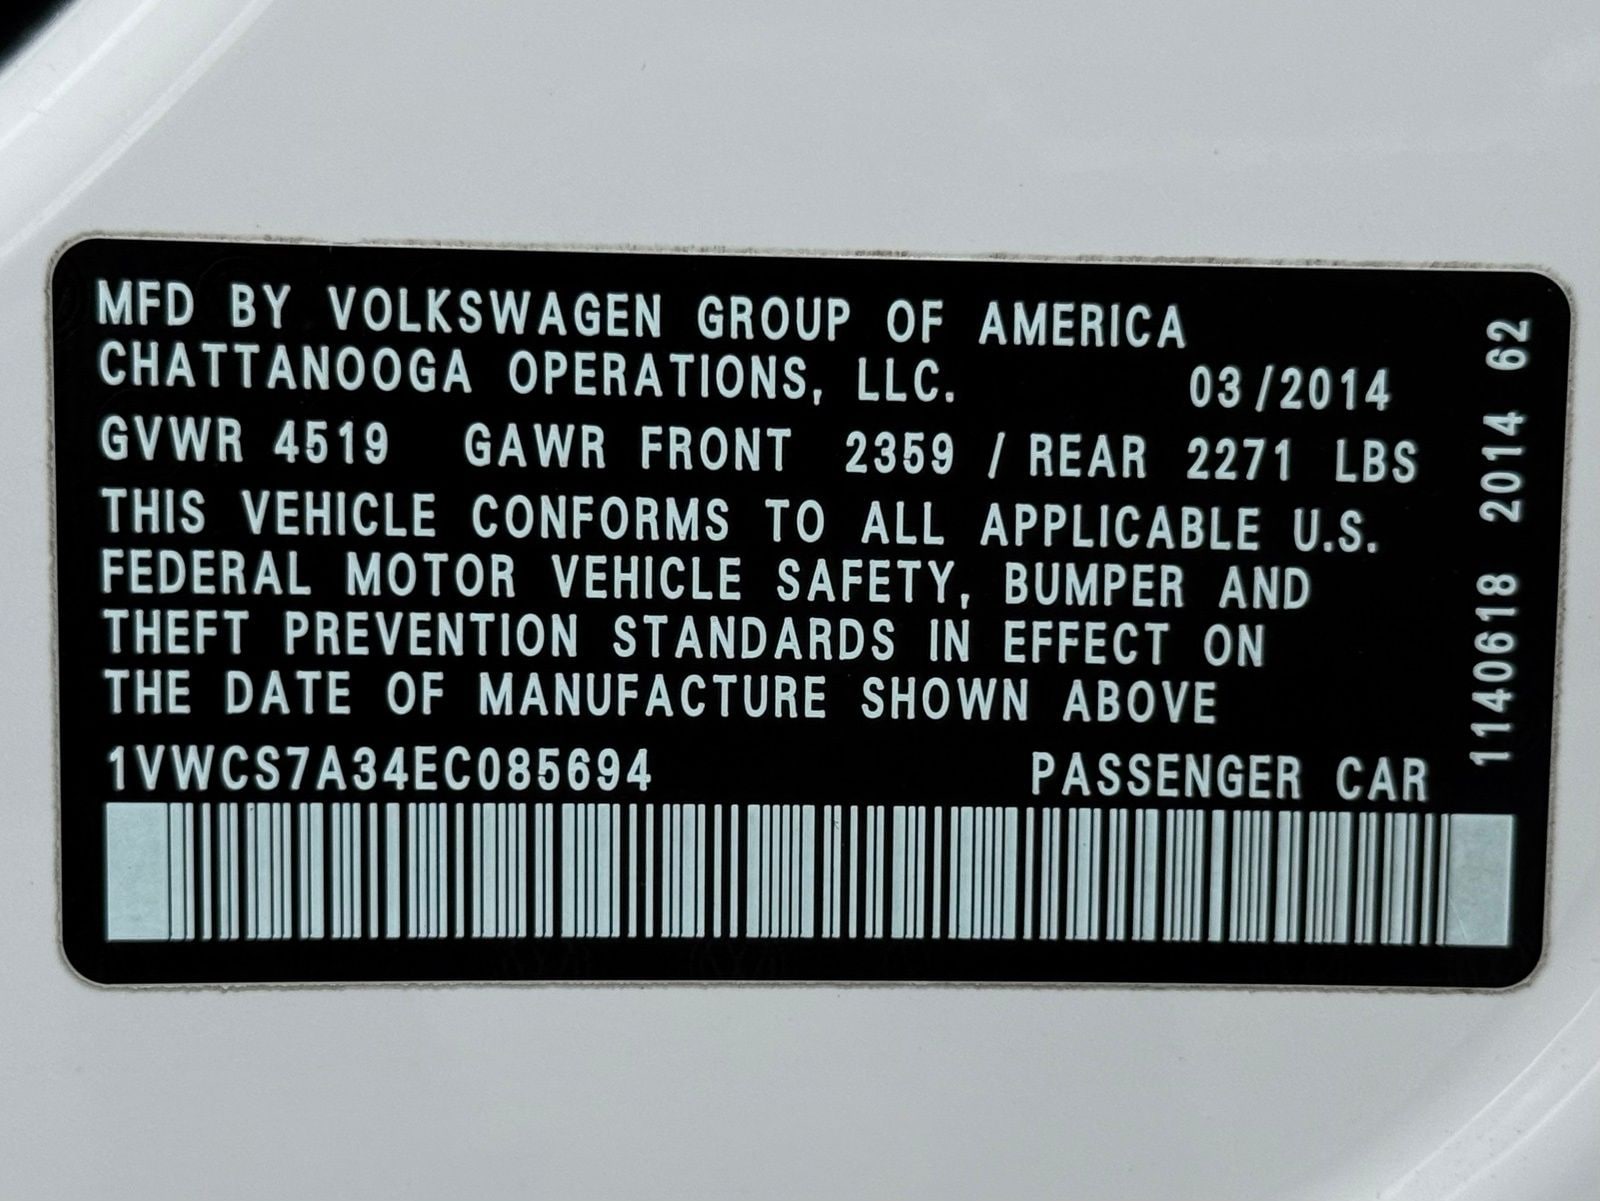 MFD BY VOLKSWAGEN GROUP OF AMERICA
CHATTANOOGA OPERATIONS, LLC. 03/2014
GVWR 4519 GAWR FRONT 2359 / REAR 2271 LBS
THIS VEHICLE CONFORMS TO ALL APPLICABLE U.S.
FEDERAL MOTOR VEHICLE SAFETY, BUMPER AND
THEFT PREVENTION STANDARDS IN EFFECT ON
THE DATE OF MANUFACTURE SHOWN ABOVE
1VWCS7A34EC085694 PASSENGER CAR
1140618 2014 62